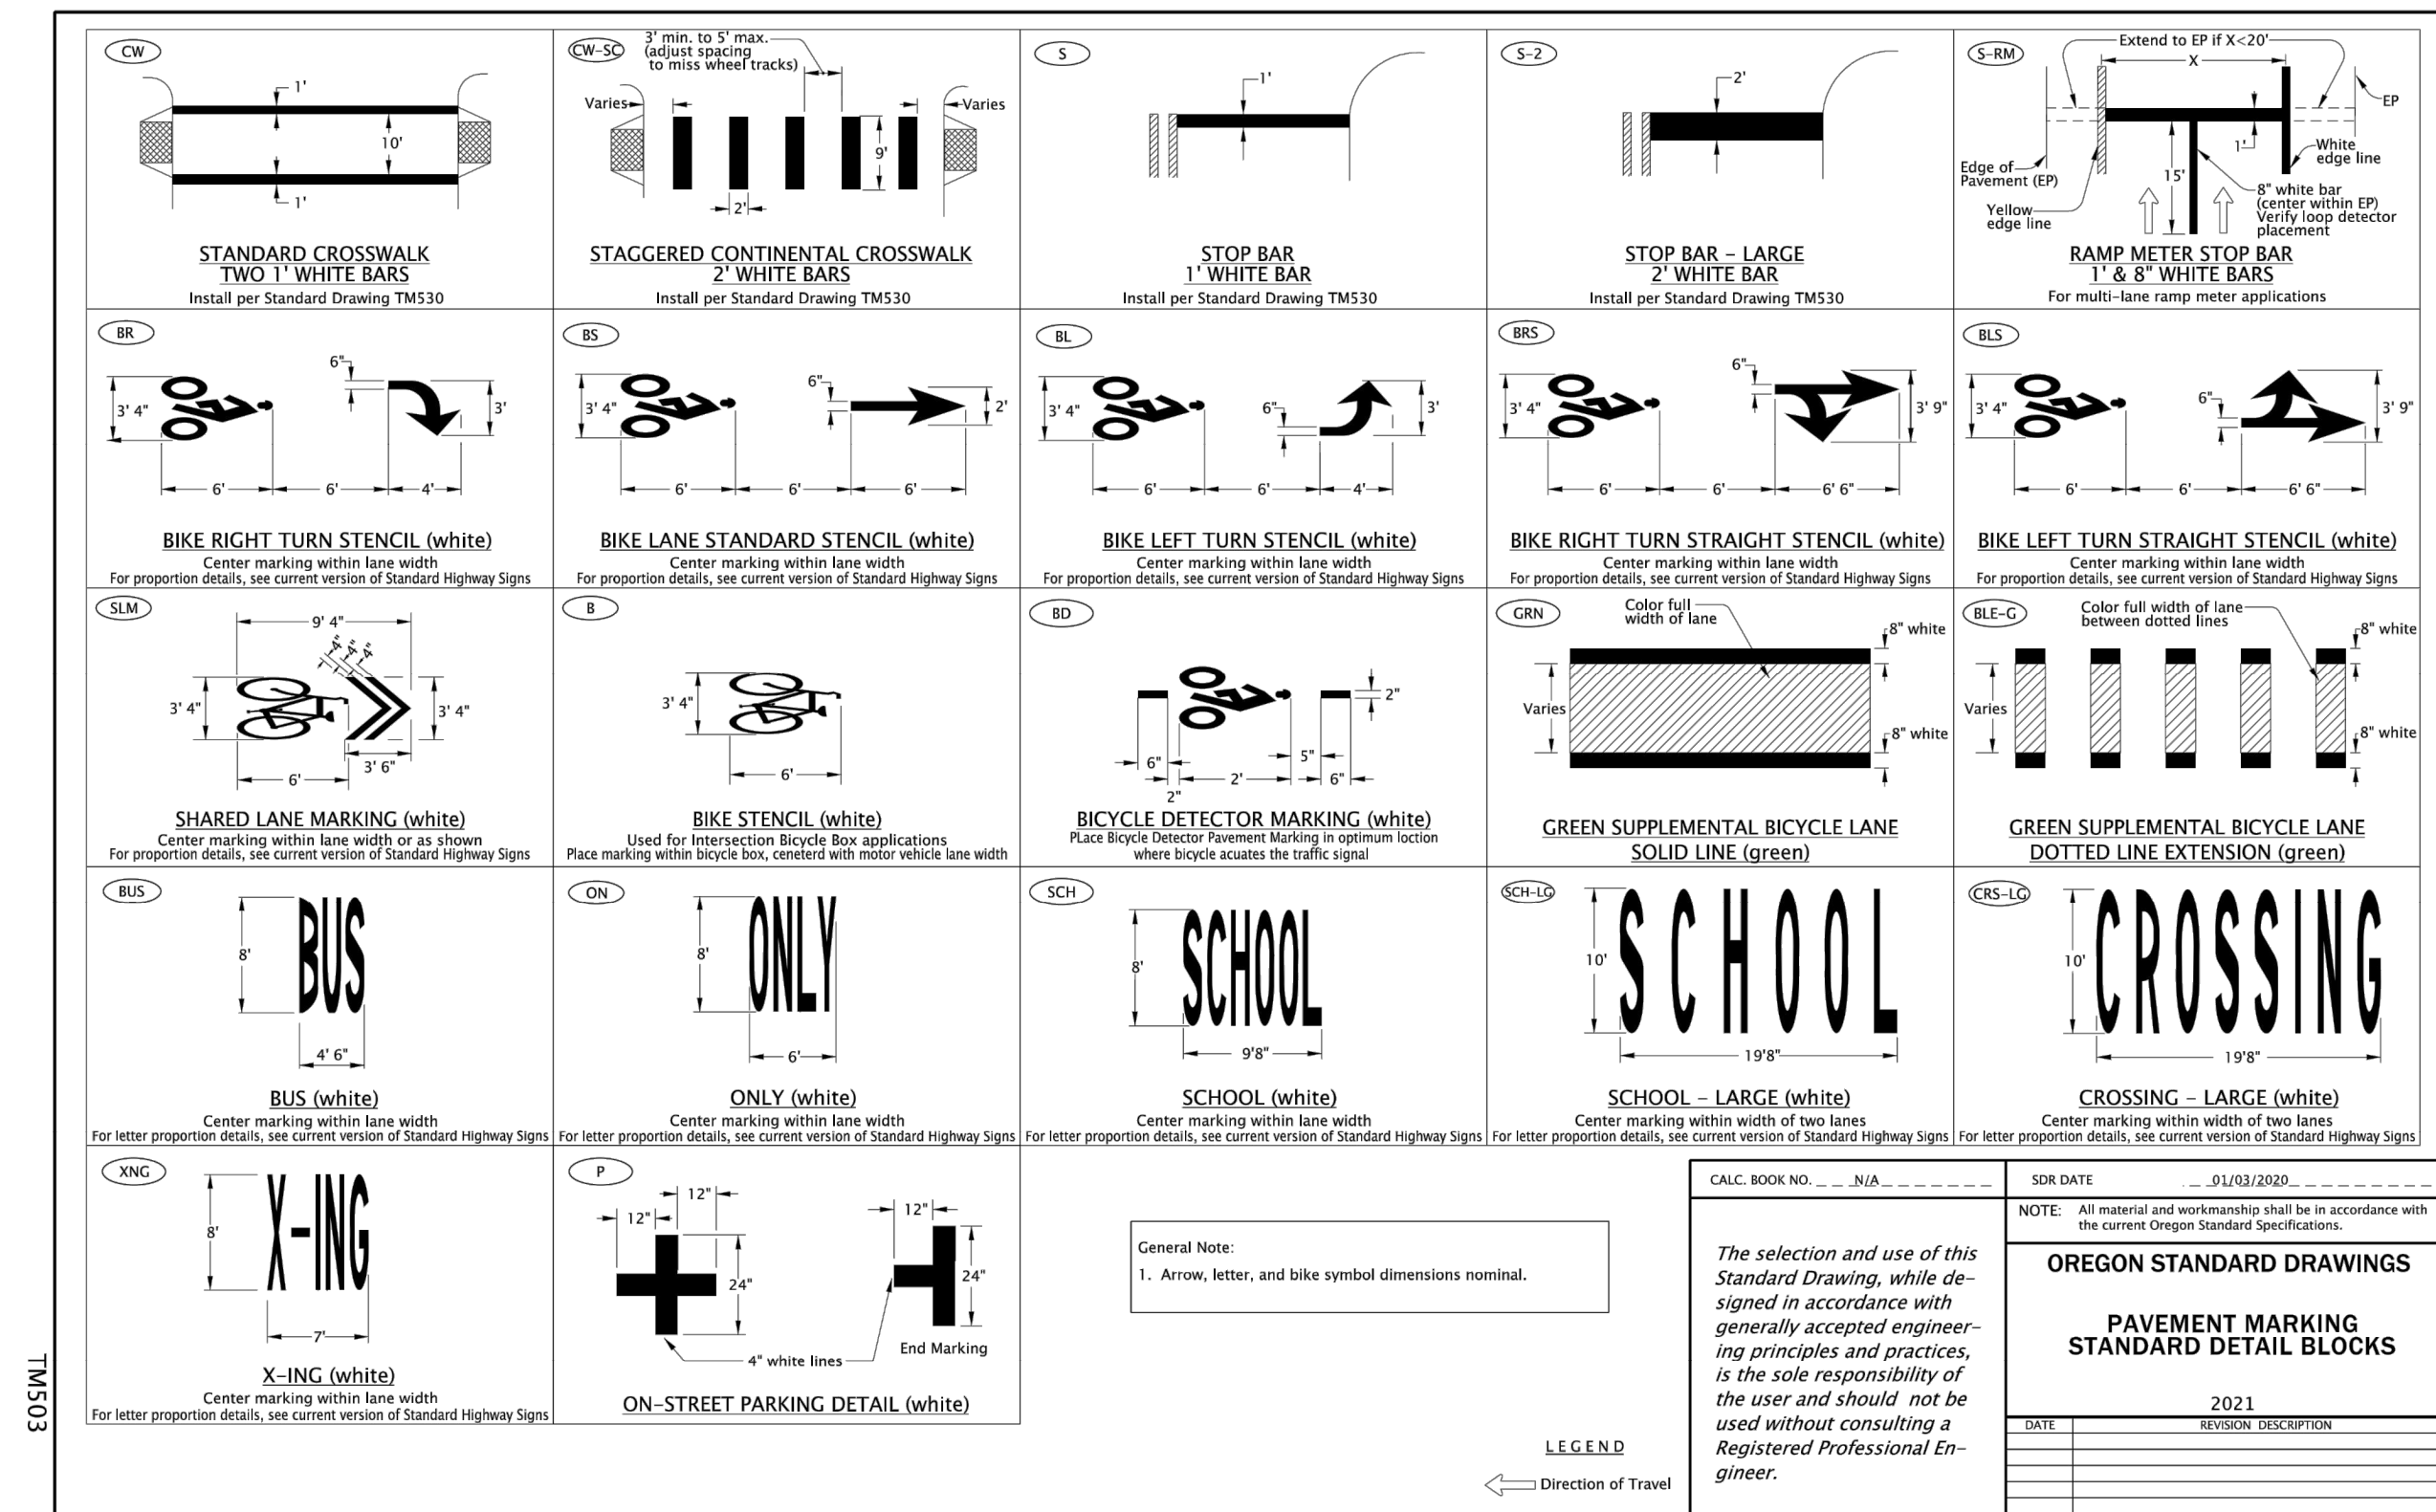 CW
1'
10'
1'
STANDARD CROSSWALK
TWO 1' WHITE BARS
Install per Standard Drawing TM530
CW-SC
3' min. to 5' max.
(adjust spacing
to miss wheel tracks)
Varies
Varies
9'
2'
STAGGERED CONTINENTAL CROSSWALK
2' WHITE BARS
Install per Standard Drawing TM530
S
1'
STOP BAR
1' WHITE BAR
Install per Standard Drawing TM530
S-2
2'
STOP BAR - LARGE
2' WHITE BAR
Install per Standard Drawing TM530
S-RM
Extend to EP if X<20'
X
EP
1'
White
edge line
Edge of
Pavement (EP)
15'
8" white bar
(center within EP)
Verify loop detector
placement
Yellow
edge line
RAMP METER STOP BAR
1' & 8" WHITE BARS
For multi-lane ramp meter applications
BR
6"
3' 4"
3'
6'
6'
4'
BIKE RIGHT TURN STENCIL (white)
Center marking within lane width
For proportion details, see current version of Standard Highway Signs
BS
6"
3' 4"
2'
6'
6'
6'
BIKE LANE STANDARD STENCIL (white)
Center marking within lane width
For proportion details, see current version of Standard Highway Signs
BL
3' 4"
6"
3'
6'
6'
4'
BIKE LEFT TURN STENCIL (white)
Center marking within lane width
For proportion details, see current version of Standard Highway Signs
BRS
6"
3' 4"
3' 9"
6'
6'
6' 6"
BIKE RIGHT TURN STRAIGHT STENCIL (white)
Center marking within lane width
For proportion details, see current version of Standard Highway Signs
BLS
6"
3' 4"
3' 9"
6'
6'
6' 6"
BIKE LEFT TURN STRAIGHT STENCIL (white)
Center marking within lane width
For proportion details, see current version of Standard Highway Signs
SLM
9' 4"
4"
4"
4"
3' 4"
3' 4"
3' 6"
6'
SHARED LANE MARKING (white)
Center marking within lane width or as shown
For proportion details, see current version of Standard Highway Signs
B
3' 4"
6'
BIKE STENCIL (white)
Used for Intersection Bicycle Box applications
Place marking within bicycle box, ceneterd with motor vehicle lane width
BD
2"
6"
5"
2'
6"
2"
BICYCLE DETECTOR MARKING (white)
PLace Bicycle Detector Pavement Marking in optimum loction
where bicycle acuates the traffic signal
GRN
Color full
width of lane
8" white
Varies
8" white
GREEN SUPPLEMENTAL BICYCLE LANE
SOLID LINE (green)
BLE-G
Color full width of lane
between dotted lines
8" white
Varies
8" white
GREEN SUPPLEMENTAL BICYCLE LANE
DOTTED LINE EXTENSION (green)
BUS
8'
BUS
4' 6"
BUS (white)
Center marking within lane width
For letter proportion details, see current version of Standard Highway Signs
ON
8'
ONLY
6'
ONLY (white)
Center marking within lane width
For letter proportion details, see current version of Standard Highway Signs
SCH
8'
SCHOOL
9'8"
SCHOOL (white)
Center marking within lane width
For letter proportion details, see current version of Standard Highway Signs
SCH-LG
10'
SCHOOL
19'8"
SCHOOL - LARGE (white)
Center marking within width of two lanes
For letter proportion details, see current version of Standard Highway Signs
CRS-LG
10'
CROSSING
19'8"
CROSSING - LARGE (white)
Center marking within width of two lanes
For letter proportion details, see current version of Standard Highway Signs
XNG
8'
X-ING
7'
X-ING (white)
Center marking within lane width
For letter proportion details, see current version of Standard Highway Signs
P
12"
12"
24"
12"
24"
End Marking
4" white lines
ON-STREET PARKING DETAIL (white)
General Note:
1. Arrow, letter, and bike symbol dimensions nominal.
LEGEND
Direction of Travel
CALC. BOOK NO. N/A
The selection and use of this
Standard Drawing, while de-
signed in accordance with
generally accepted engineer-
ing principles and practices,
is the sole responsibility of
the user and should not be
used without consulting a
Registered Professional En-
gineer.
SDR DATE 01/03/2020
NOTE: All material and workmanship shall be in accordance with
the current Oregon Standard Specifications.
OREGON STANDARD DRAWINGS
PAVEMENT MARKING
STANDARD DETAIL BLOCKS
2021
DATE REVISION DESCRIPTION
TM503